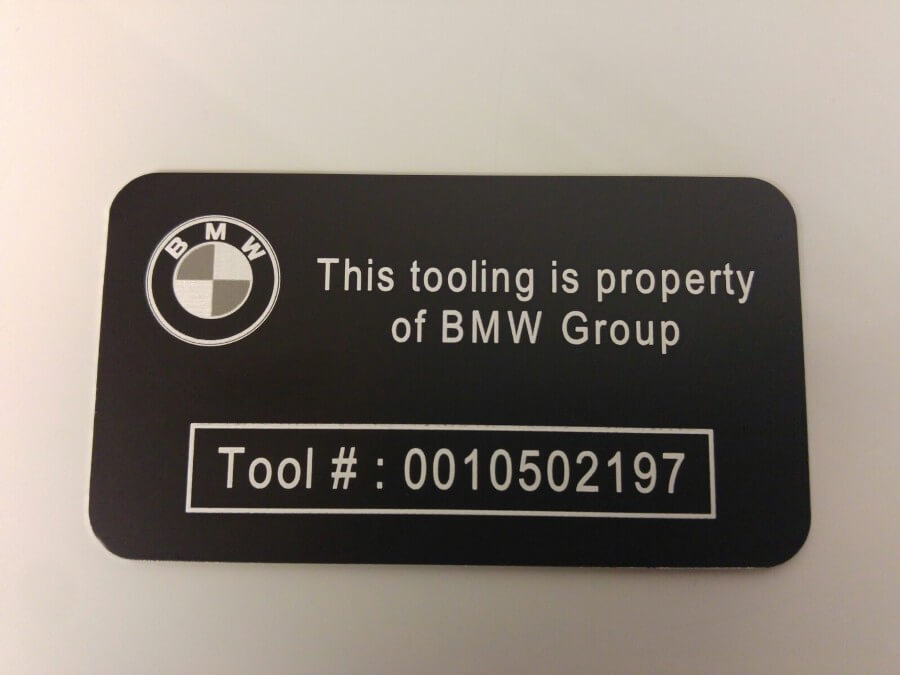 BMW
This tooling is property
of BMW Group
Tool # : 0010502197